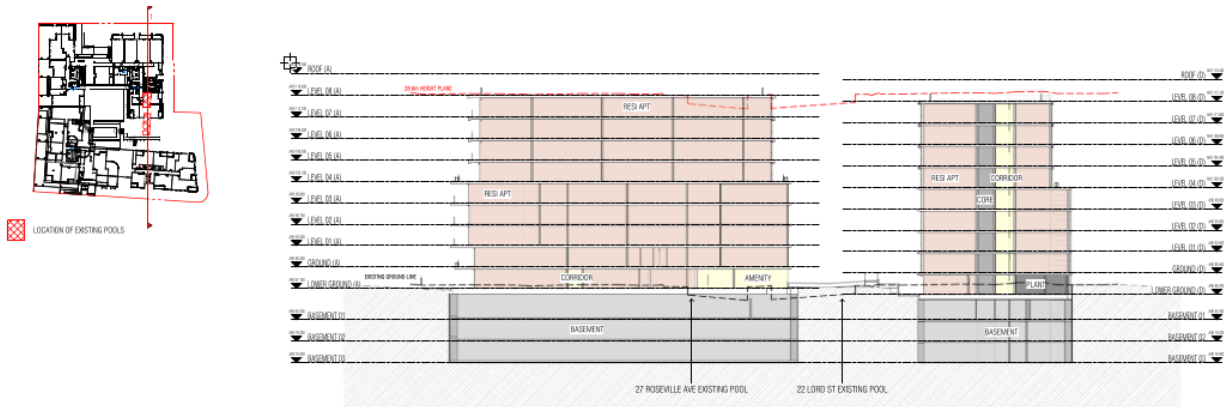 LOCATION OF EXISTING POOLS
ROOF (A)
LEVEL 08 (A)
LEVEL 07 (A)
LEVEL 06 (A)
LEVEL 05 (A)
LEVEL 04 (A)
LEVEL 03 (A)
LEVEL 02 (A)
LEVEL 01 (A)
GROUND (A)
LOWER GROUND (A)
BASEMENT 01
BASEMENT 02
BASEMENT 03
HEIGHT PLANE
EXISTING GROUND LINE
RESI APT
RESI APT
CORRIDOR
AMENITY
BASEMENT
27 ROSEVILLE AVE EXISTING POOL
22 LORD ST EXISTING POOL
RESI APT
CORRIDOR
CORE
PLANT
BASEMENT
ROOF (D)
LEVEL 08 (D)
LEVEL 07 (D)
LEVEL 06 (D)
LEVEL 05 (D)
LEVEL 04 (D)
LEVEL 03 (D)
LEVEL 02 (D)
LEVEL 01 (D)
GROUND (D)
LOWER GROUND (D)
BASEMENT 01
BASEMENT 02
BASEMENT 03